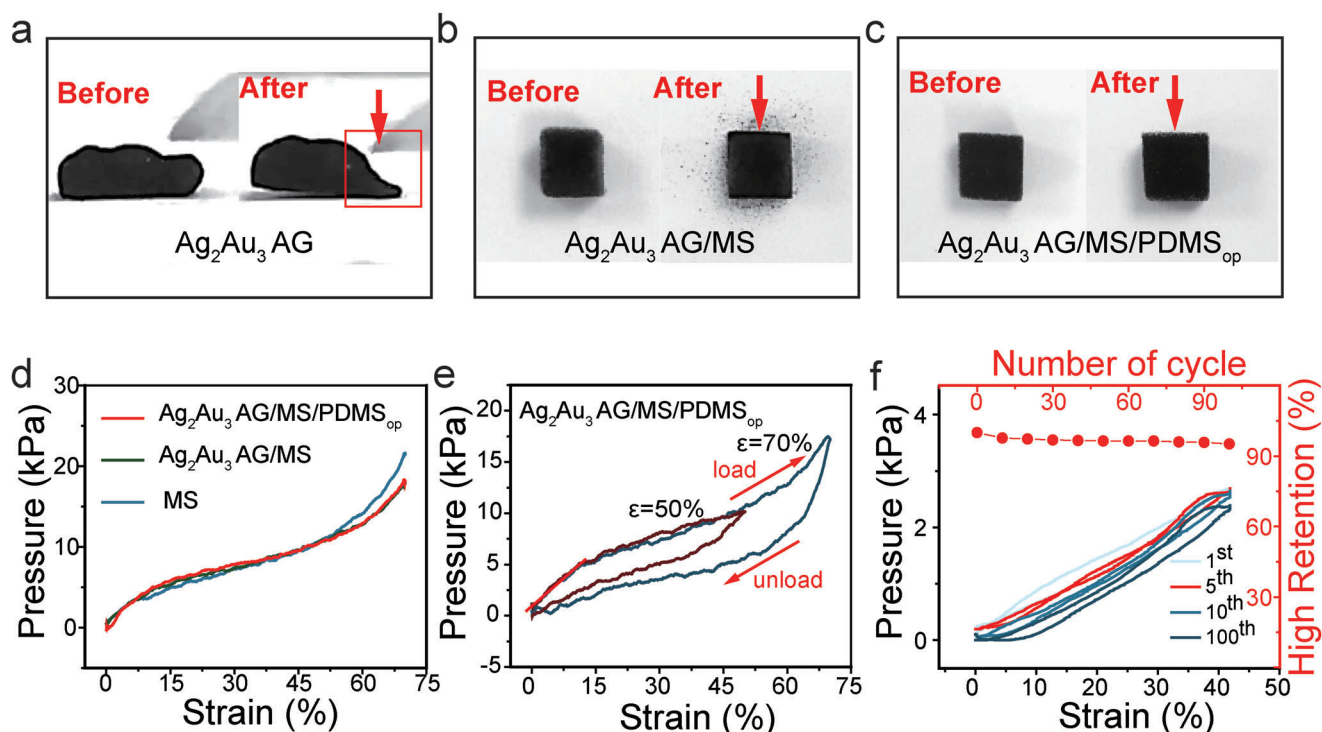 a
Before
After
Ag₂Au₃ AG
b
Before
After
Ag₂Au₃ AG/MS
c
Before
After
Ag₂Au₃ AG/MS/PDMSₒₚ
d
30
20
10
0
Pressure (kPa)
Ag₂Au₃ AG/MS/PDMSₒₚ
Ag₂Au₃ AG/MS
MS
0 15 30 45 60 75
Strain (%)
e
20
15
10
5
0
-5
Pressure (kPa)
Ag₂Au₃ AG/MS/PDMSₒₚ
ε=70%
load
ε=50%
unload
0 15 30 45 60 75
Strain (%)
f
Number of cycle
0 30 60 90
4
2
0
Pressure (kPa)
90
60
30
High Retention (%)
1ˢᵗ
5ᵗʰ
10ᵗʰ
100ᵗʰ
0 10 20 30 40 50
Strain (%)